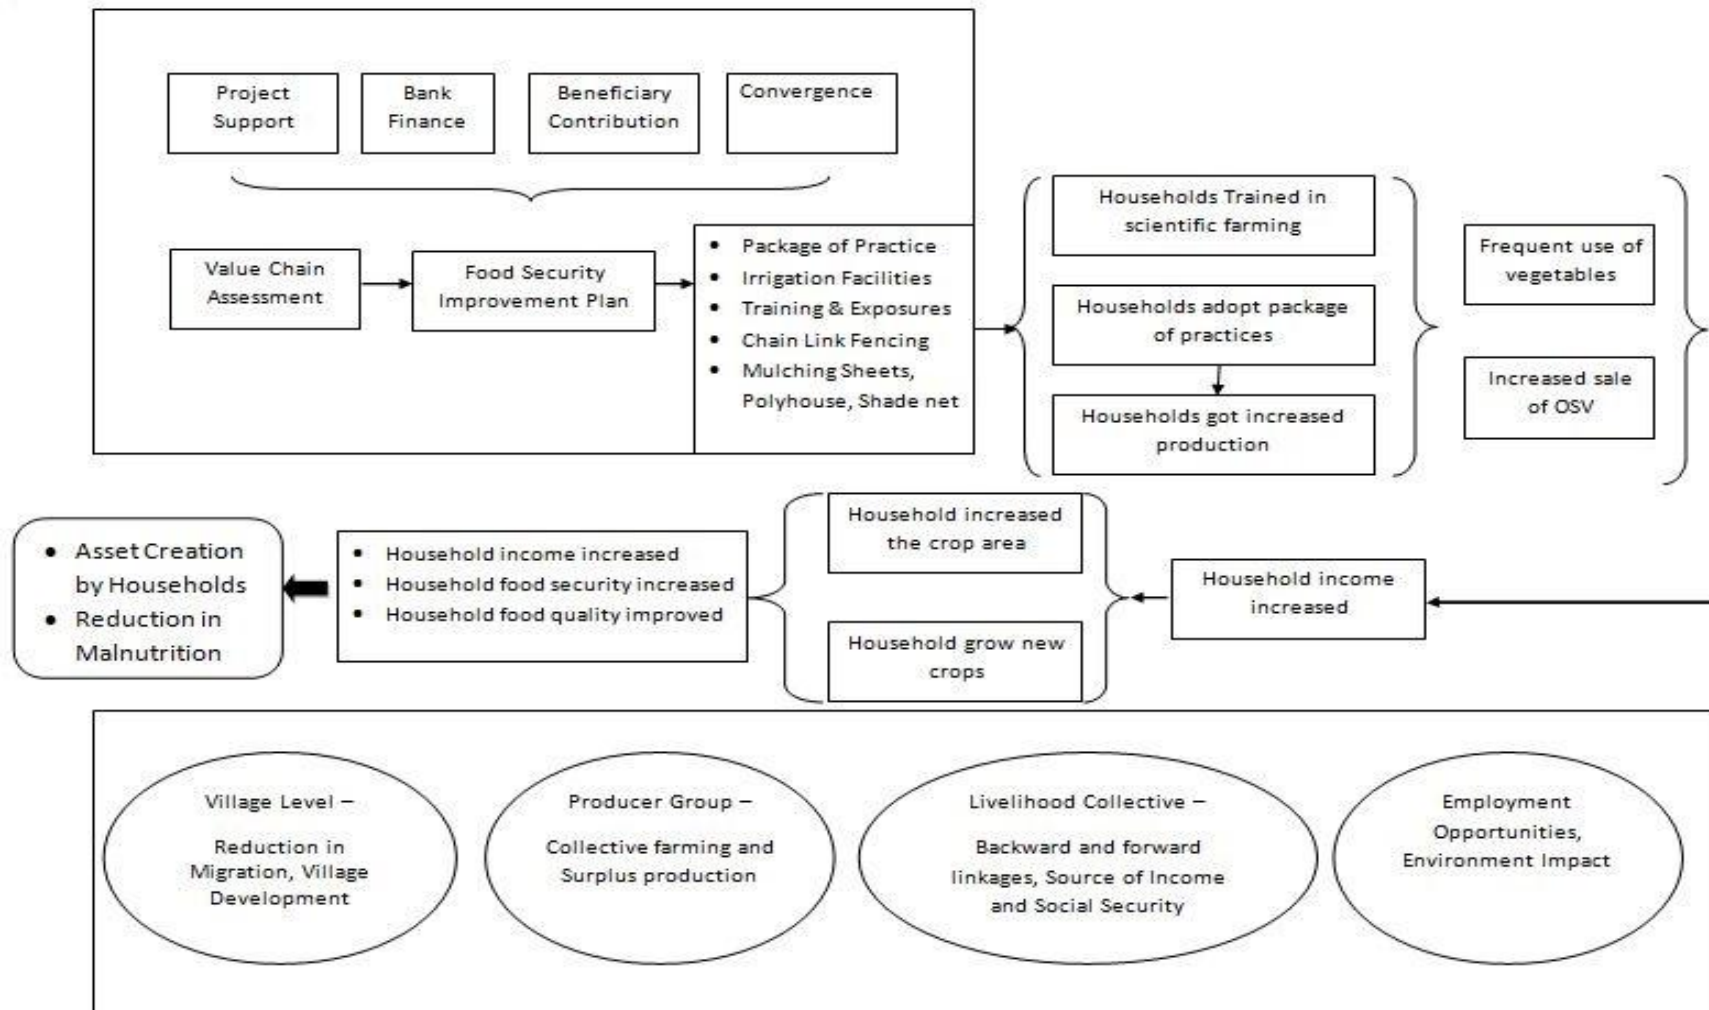 Project
Support
Bank
Finance
Beneficiary
Contribution
Convergence
Value Chain
Assessment
Food Security
Improvement Plan
• Package of Practice
• Irrigation Facilities
• Training & Exposures
• Chain Link Fencing
• Mulching Sheets,
Polyhouse, Shade net
Households Trained in
scientific farming
Households adopt package
of practices
Households got increased
production
Frequent use of
vegetables
Increased sale
of OSV
Household income
increased
Household increased
the crop area
Household grow new
crops
• Household income increased
• Household food security increased
• Household food quality improved
• Asset Creation
by Households
• Reduction in
Malnutrition
Village Level –
Reduction in
Migration, Village
Development
Producer Group –
Collective farming and
Surplus production
Livelihood Collective –
Backward and forward
linkages, Source of Income
and Social Security
Employment
Opportunities,
Environment Impact